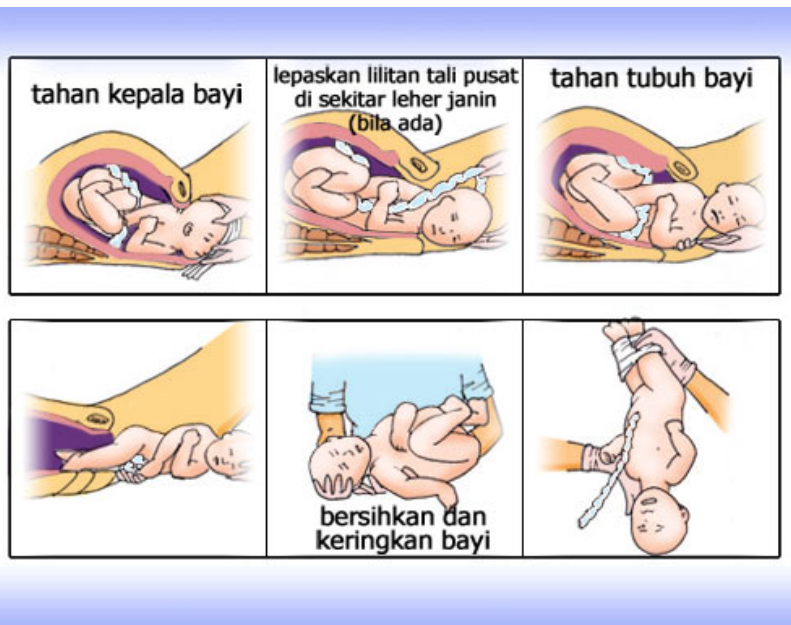 tahan kepala bayi
lepaskan lilitan tali pusat
di sekitar leher janin
(bila ada)
tahan tubuh bayi
bersihkan dan
keringkan bayi